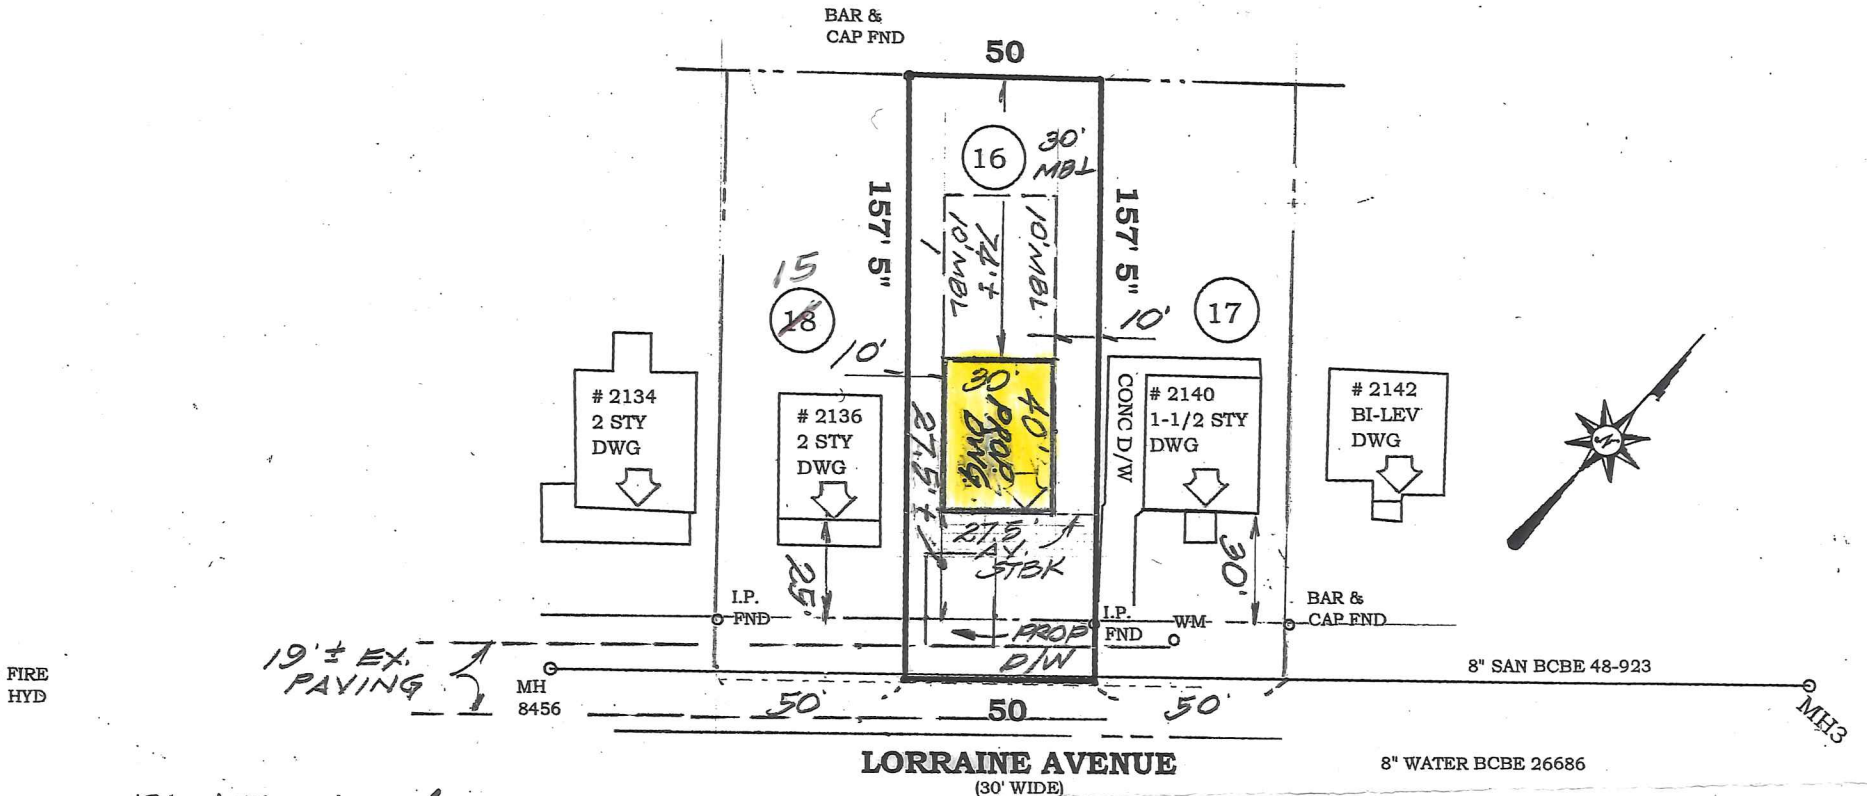 BAR &
CAP FND
50
16
30'
MBL
157' 5"
157' 5"
10' MBL
74' ±
10' MBL
15
18
17
10'
10'
# 2134
2 STY
DWG
# 2136
2 STY
DWG
30'
40'
PROP.
DWG.
CONC D/W
# 2140
1-1/2 STY
DWG
# 2142
BI-LEV
DWG
N
27.5' ±
27.5'
AV.
STBK
25'
30'
I.P.
FND
I.P.
FND
WM
BAR &
CAP FND
PROP
D/W
19' ± EX.
PAVING
FIRE
HYD
MH
8456
8" SAN BCBE 48-923
MH3
50'
50
50'
LORRAINE AVENUE
(30' WIDE)
8" WATER BCBE 26686